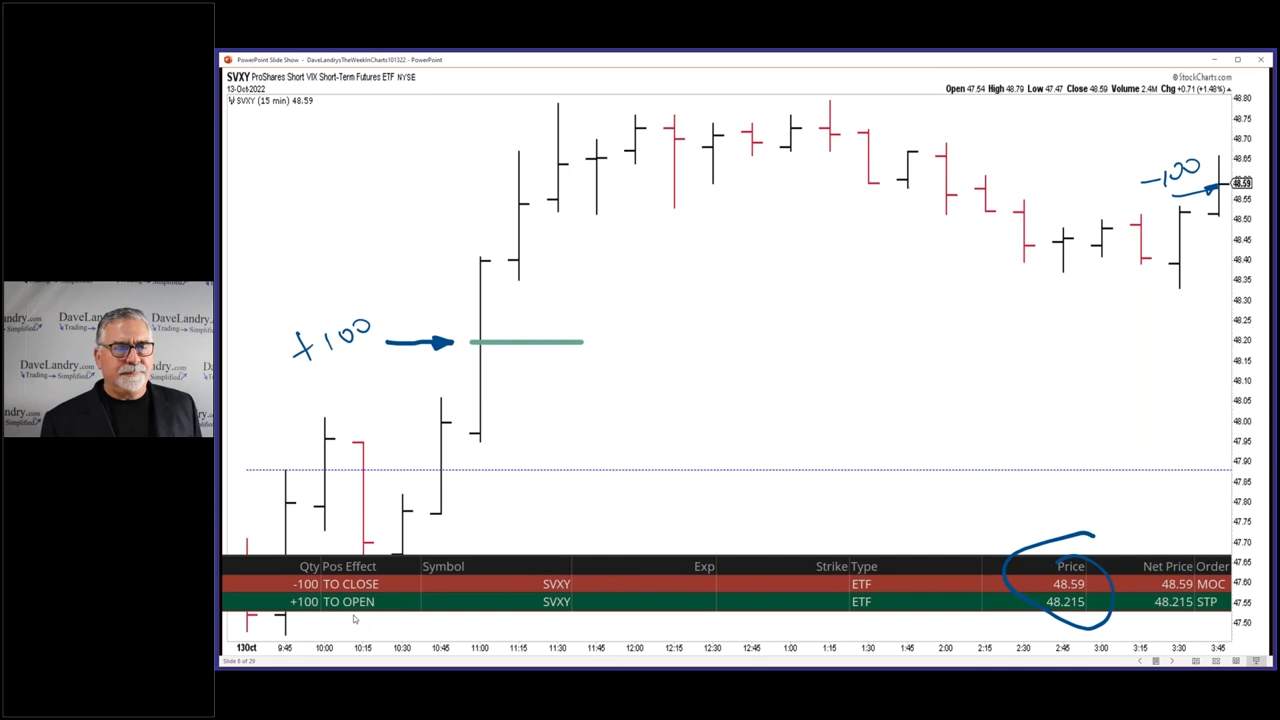 PowerPoint Slide Show - DaveLandrysTheWeekInCharts101322 - PowerPoint
SVXY ProShares Short VIX Short-Term Futures ETF NYSE
© StockCharts.com
13-Oct-2022
Open 47.54 High 48.79 Low 47.47 Close 48.59 Volume 2.4M Chg +0.71 (+1.48%)
SVXY (15 min) 48.59
48.80
48.75
48.70
48.65
-100
48.59
48.55
48.50
48.45
48.40
48.35
48.30
48.25
+100
48.20
48.15
48.10
48.05
48.00
47.95
47.90
47.85
47.80
47.75
47.70
47.65
47.60
47.55
47.50
Qty Pos Effect Symbol Exp Strike Type Price Net Price Order
-100 TO CLOSE SVXY ETF 48.59 48.59 MOC
+100 TO OPEN SVXY ETF 48.215 48.215 STP
13Oct 9:45 10:00 10:15 10:30 10:45 11:00 11:15 11:30 11:45 12:00 12:15 12:30 12:45 1:00 1:15 1:30 1:45 2:00 2:15 2:30 2:45 3:00 3:15 3:30 3:45
Slide 8 of 29
DaveLandry.com
Trading Simplified